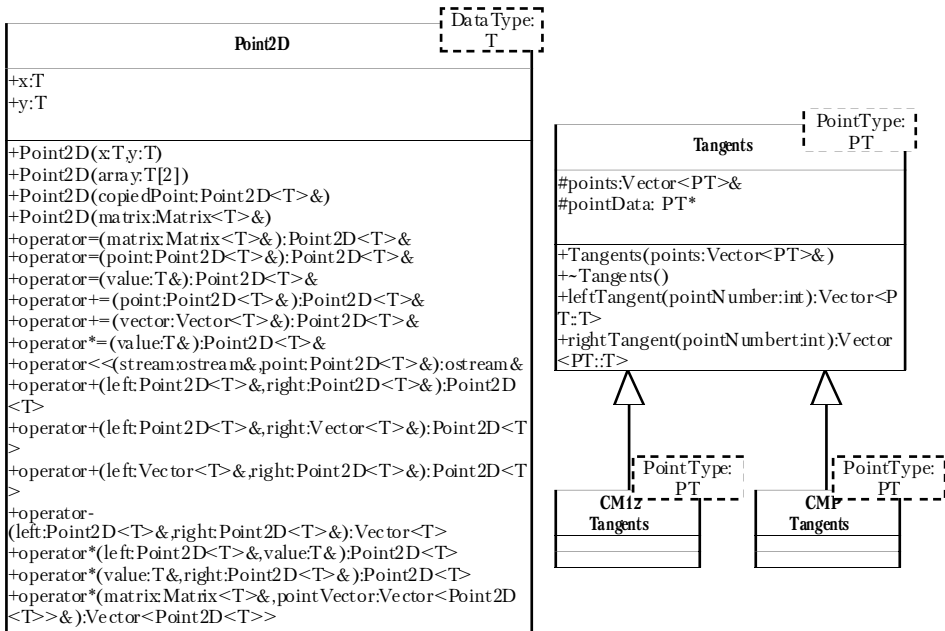 DataType:
T
Point2D
+x:T
+y:T
+Point2D(x:T,y:T)
+Point2D(array:T[2])
+Point2D(copiedPoint:Point2D<T>&)
+Point2D(matrix:Matrix<T>&)
+operator=(matrix:Matrix<T>&):Point2D<T>&
+operator=(point:Point2D<T>&):Point2D<T>&
+operator=(value:T&):Point2D<T>&
+operator+=(point:Point2D<T>&):Point2D<T>&
+operator+=(vector:Vector<T>&):Point2D<T>&
+operator*=(value:T&):Point2D<T>&
+operator<<(stream:ostream&,point:Point2D<T>&):ostream&
+operator+(left:Point2D<T>&,right:Point2D<T>&):Point2D
<T>
+operator+(left:Point2D<T>&,right:Vector<T>&):Point2D<T
>
+operator+(left:Vector<T>&,right:Point2D<T>&):Point2D<T
>
+operator-
(left:Point2D<T>&,right:Point2D<T>&):Vector<T>
+operator*(left:Point2D<T>&,value:T&):Point2D<T>
+operator*(value:T&,right:Point2D<T>&):Point2D<T>
+operator*(matrix:Matrix<T>&,pointVector:Vector<Point2D
<T>>&):Vector<Point2D<T>>
PointType:
PT
Tangents
#points:Vector<PT>&
#pointData: PT*
+Tangents(points:Vector<PT>&)
+~Tangents()
+leftTangent(pointNumber:int):Vector<P
T::T>
+rightTangent(pointNumbert:int):Vector
<PT::T>
PointType:
PT
CM12
Tangents
PointType:
PT
CMP
Tangents